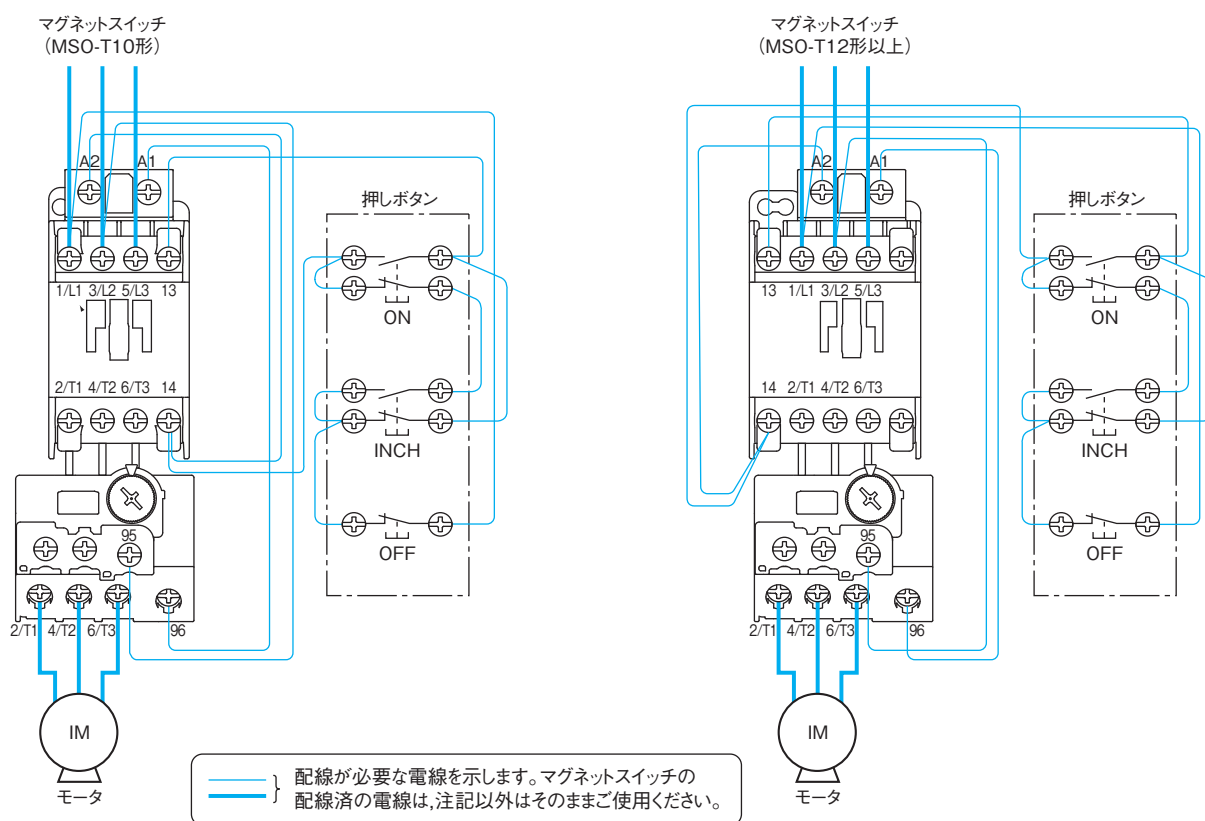 マグネットスイッチ
（MSO-T10形）
A2 A1
押しボタン
1/L1 3/L2 5/L3 13
ON
2/T1 4/T2 6/T3 14
INCH
95
OFF
2/T1 4/T2 6/T3 96
IM
モータ
マグネットスイッチ
（MSO-T12形以上）
A2 A1
押しボタン
13 1/L1 3/L2 5/L3
ON
14 2/T1 4/T2 6/T3
INCH
95
OFF
2/T1 4/T2 6/T3 96
IM
モータ
配線が必要な電線を示します。マグネットスイッチの
配線済の電線は,注記以外はそのままご使用ください。